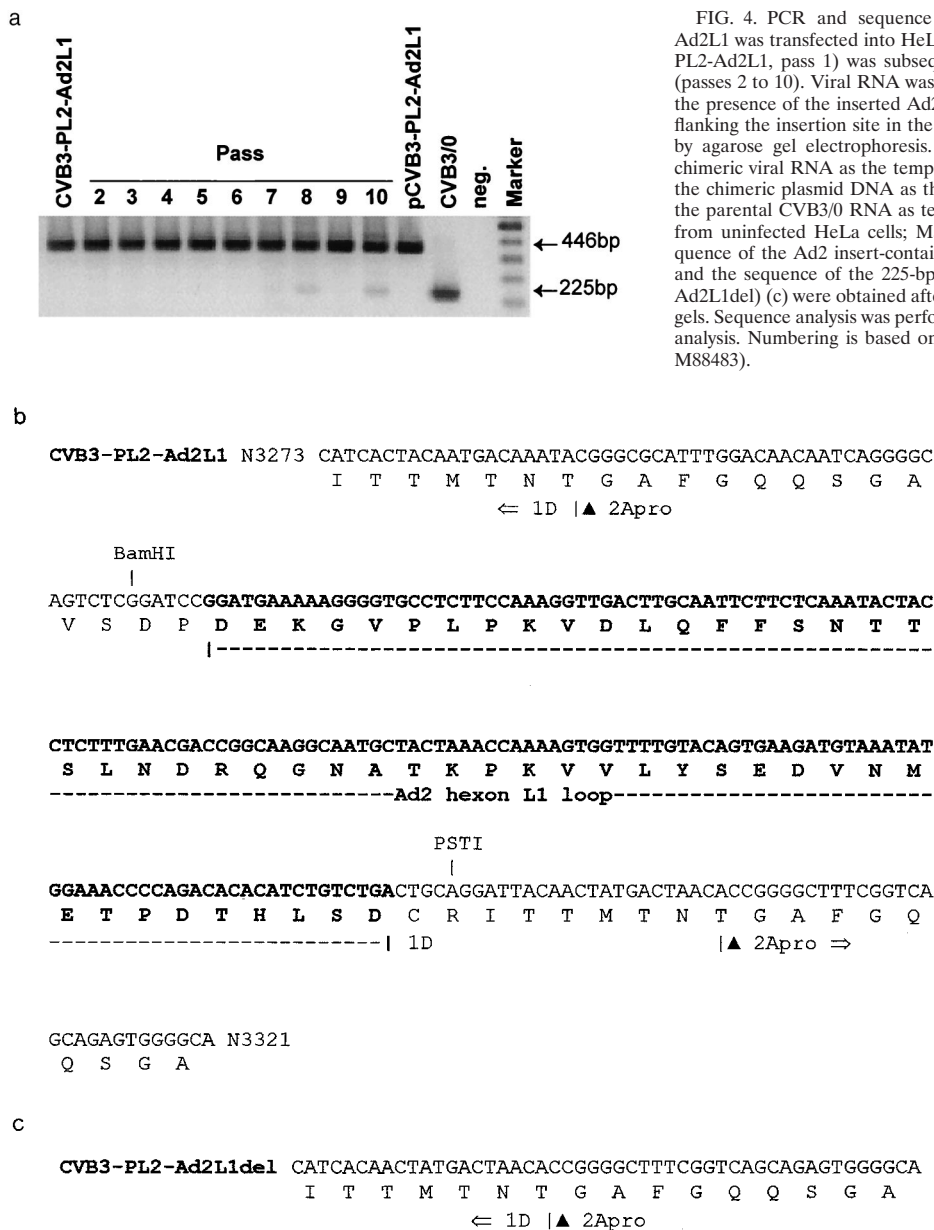 a
CVB3-PL2-Ad2L1
Pass
2 3 4 5 6 7 8 9 10
pCVB3-PL2-Ad2L1
CVB3/0
neg.
Marker
←446bp
←225bp
FIG. 4. PCR and sequence
Ad2L1 was transfected into HeL
PL2-Ad2L1, pass 1) was subseq
(passes 2 to 10). Viral RNA was
the presence of the inserted Ad2
flanking the insertion site in the
by agarose gel electrophoresis.
chimeric viral RNA as the temp
the chimeric plasmid DNA as th
the parental CVB3/0 RNA as te
from uninfected HeLa cells; M
quence of the Ad2 insert-contai
and the sequence of the 225-bp
Ad2L1del) (c) were obtained afte
gels. Sequence analysis was perfo
analysis. Numbering is based on
M88483).
b
CVB3-PL2-Ad2L1 N3273 CATCACTACAATGACAAATACGGGCGCATTTGGACAACAATCAGGGGC
I T T M T N T G A F G Q Q S G A
⇐ 1D |▲ 2Apro
BamHI
|
AGTCTCGGATCCGGATGAAAAAGGGGTGCCTCTTCCAAAGGTTGACTTGCAATTCTTCTCAAATACTAC
V S D P D E K G V P L P K V D L Q F F S N T T
|--------------------------------------------------------
CTCTTTGAACGACCGGCAAGGCAATGCTACTAAACCAAAAGTGGTTTTGTACAGTGAAGATGTAAATAT
S L N D R Q G N A T K P K V V L Y S E D V N M
---------------------------Ad2 hexon L1 loop-------------------------
PSTI
|
GGAAACCCCAGACACACATCTGTCTGACTGCAGGATTACAACTATGACTAACACCGGGGCTTTCGGTCA
E T P D T H L S D C R I T T M T N T G A F G Q
--------------------------| 1D |▲ 2Apro ⇒
GCAGAGTGGGGCA N3321
Q S G A
c
CVB3-PL2-Ad2L1del CATCACAACTATGACTAACACCGGGGCTTTCGGTCAGCAGAGTGGGGCA
I T T M T N T G A F G Q Q S G A
⇐ 1D |▲ 2Apro